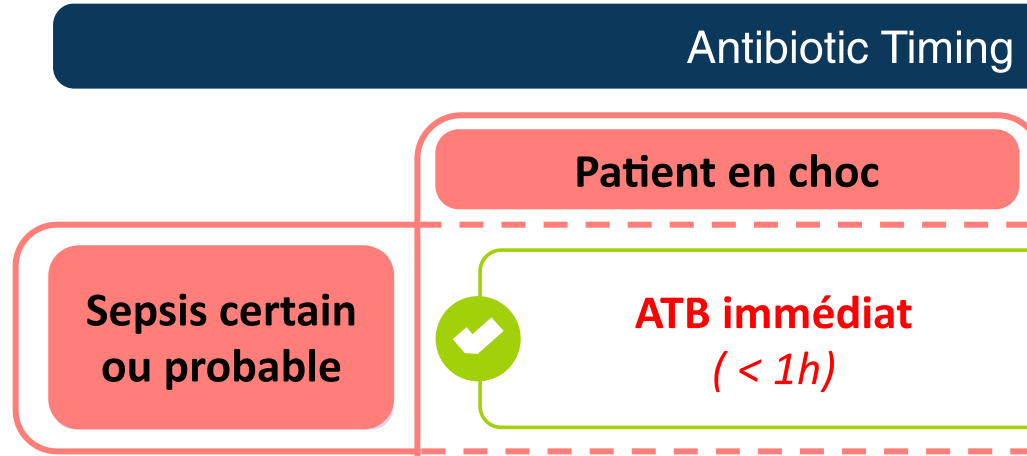 Antibiotic Timing
Patient en choc
Sepsis certain
ou probable
ATB immédiat
( < 1h)